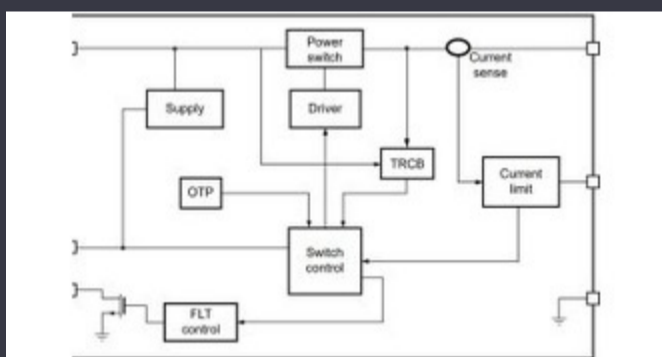 Power
switch
Current
sense
Supply
Driver
TRCB
OTP
Current
limit
Switch
control
FLT
control